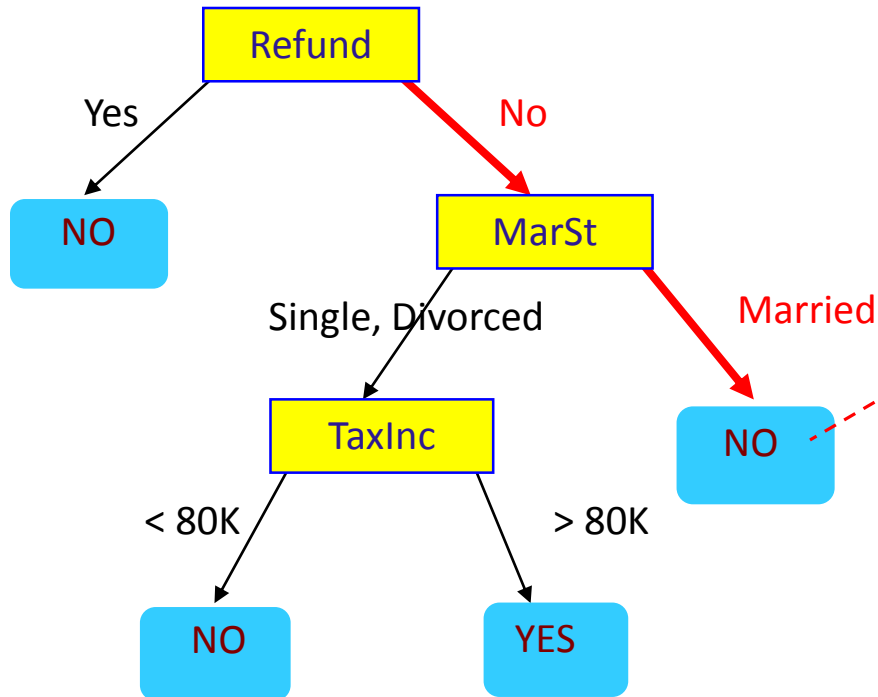 Refund
Yes
No
NO
MarSt
Single, Divorced
Married
TaxInc
NO
< 80K
> 80K
NO
YES